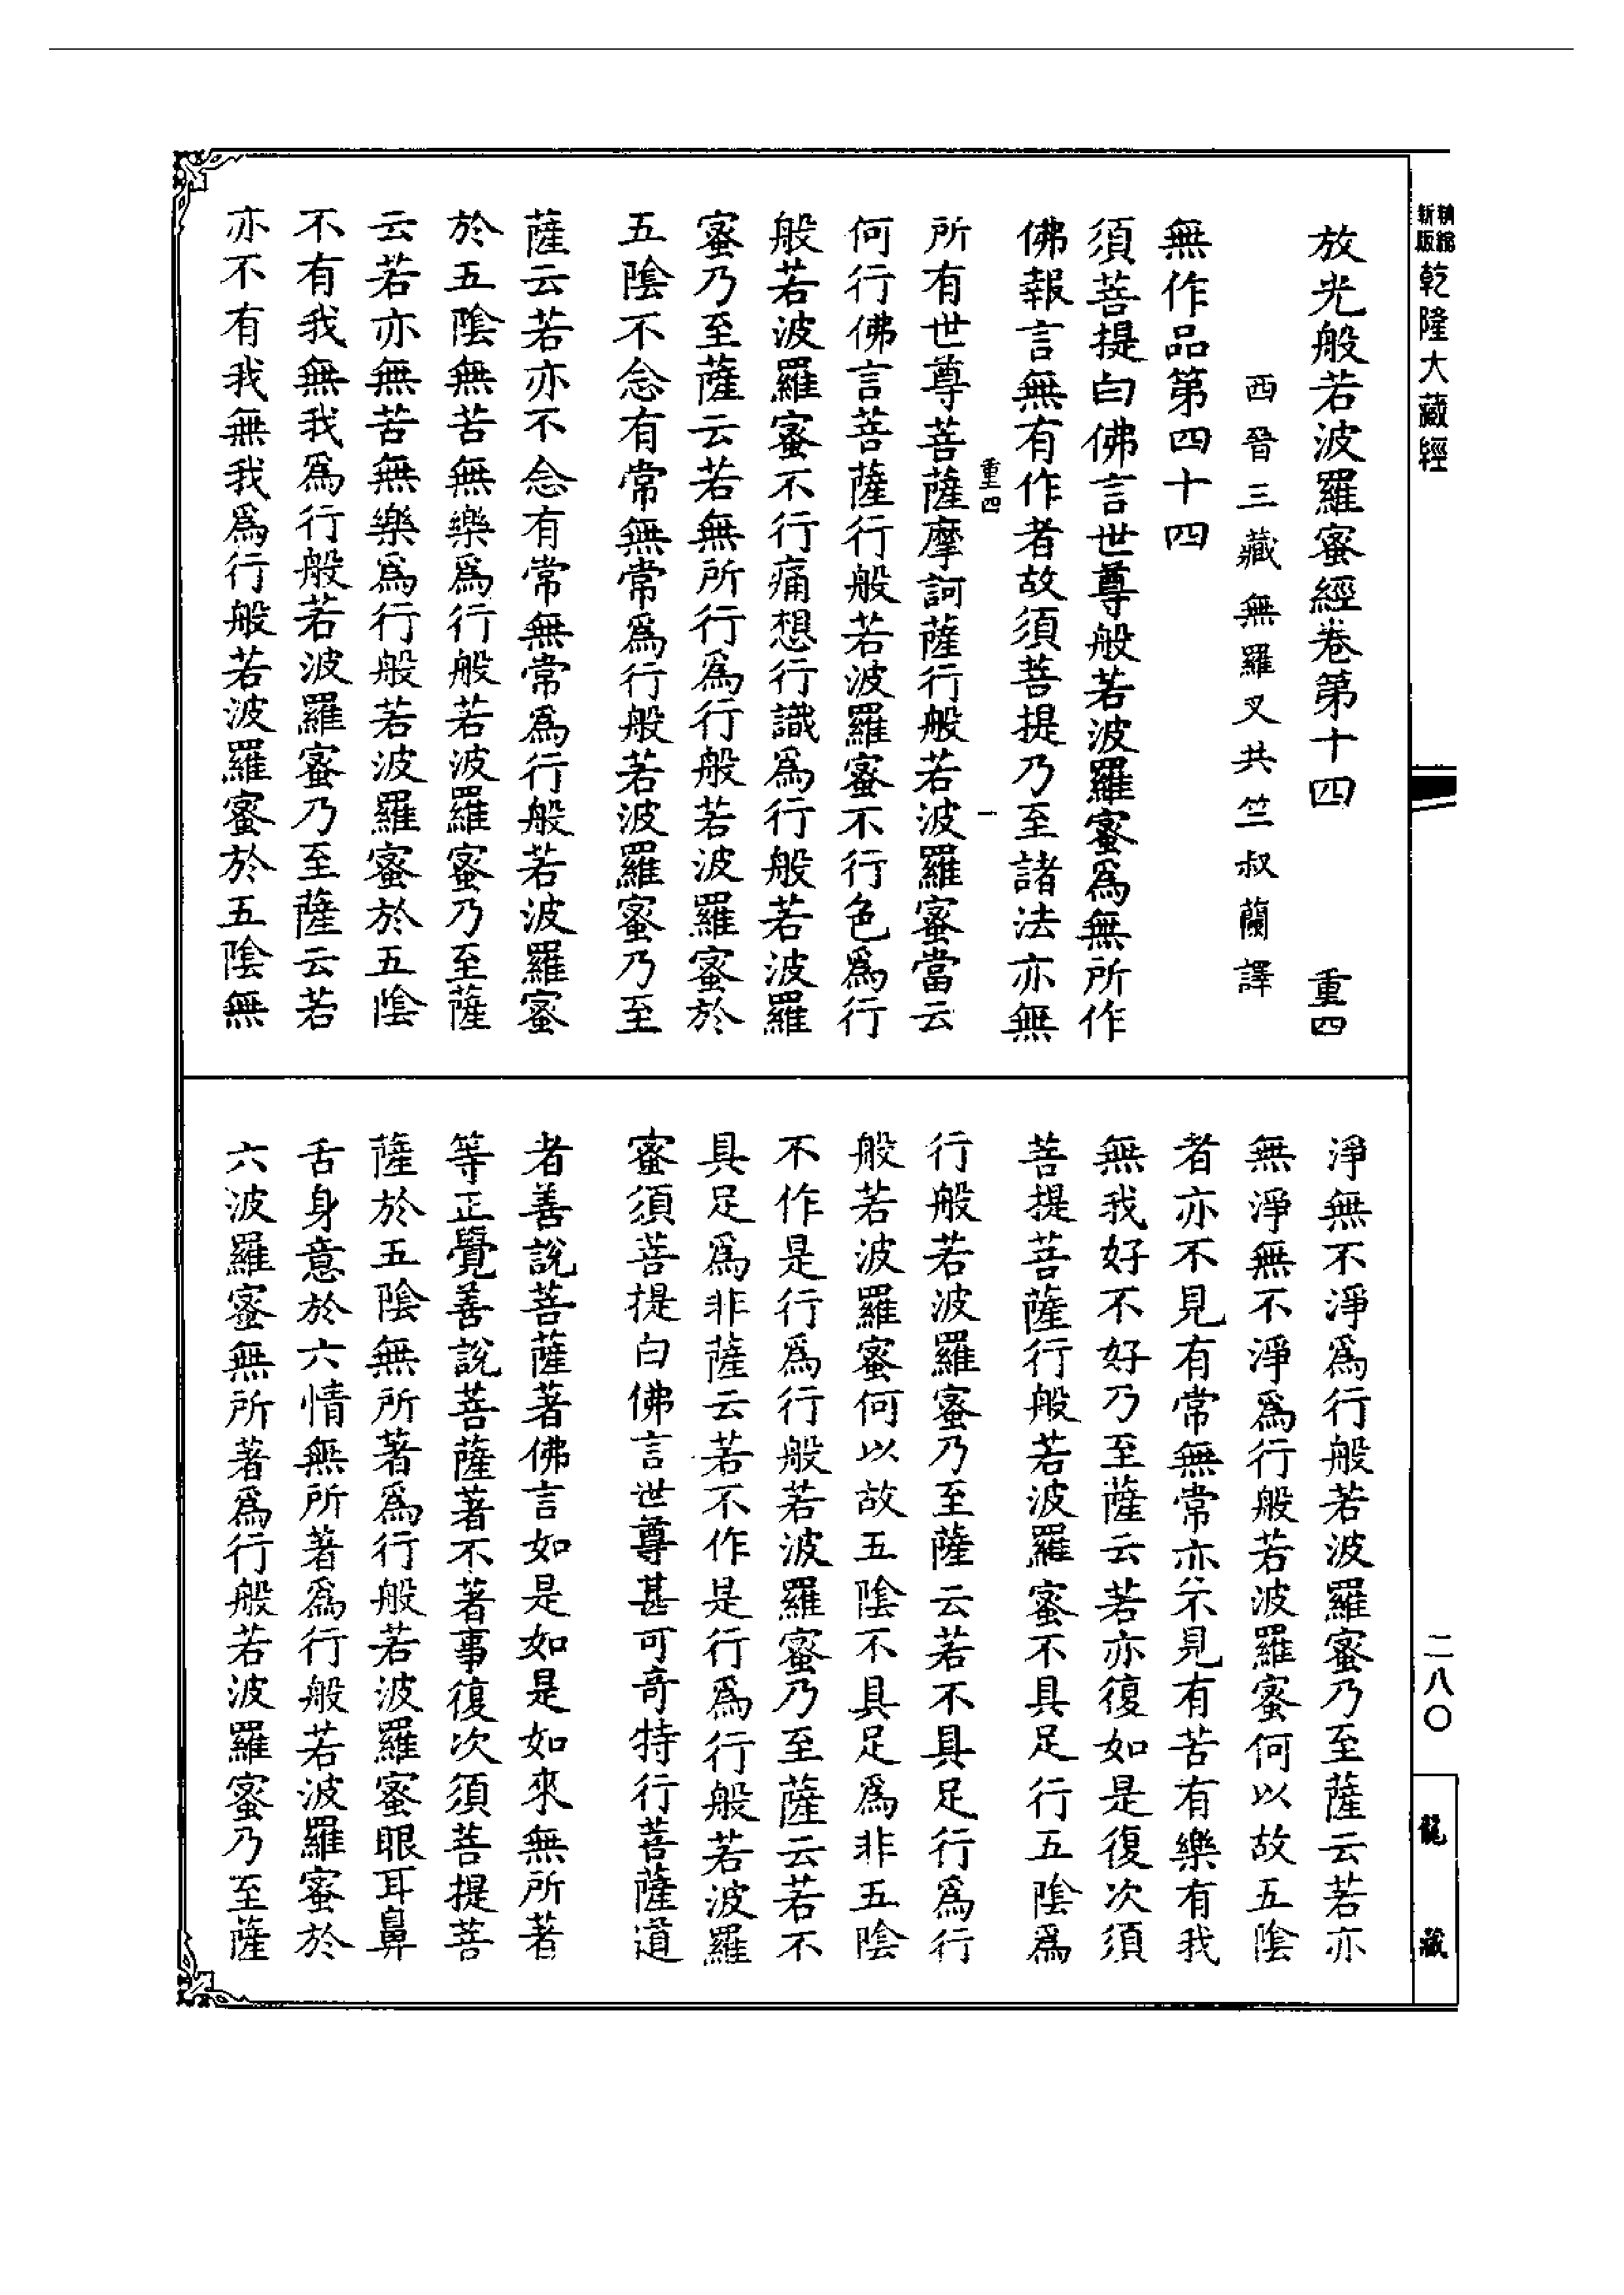 新版精縮
乾隆大藏經
放光般若波羅蜜經卷第十四 重四
西晉三藏無羅叉共竺叔蘭譯
無作品第四十四
須菩提白佛言世尊般若波羅蜜爲無所作
佛報言無有作者故須菩提乃至諸法亦無
重四 一
所有世尊菩薩摩訶薩行般若波羅蜜當云
何行佛言菩薩行般若波羅蜜不行色爲行
般若波羅蜜不行痛想行識爲行般若波羅
蜜乃至薩云若無所行爲行般若波羅蜜於
五陰不念有常無常爲行般若波羅蜜乃至
薩云若亦不念有常無常爲行般若波羅蜜
於五陰無苦無樂爲行般若波羅蜜乃至薩
云若亦無苦無樂爲行般若波羅蜜於五陰
不有我無我爲行般若波羅蜜乃至薩云若
亦不有我無我爲行般若波羅蜜於五陰無
淨無不淨爲行般若波羅蜜乃至薩云若亦
無淨無不淨爲行般若波羅蜜何以故五陰
者亦不見有常無常亦不見有苦有樂有我
無我好不好乃至薩云若亦復如是復次須
菩提菩薩行般若波羅蜜不具足行五陰爲
行般若波羅蜜乃至薩云若不具足行爲行
般若波羅蜜何以故五陰不具足爲非五陰
不作是行爲行般若波羅蜜乃至薩云若不
具足爲非薩云若不作是行爲行般若波羅
蜜須菩提白佛言世尊甚可奇特行菩薩道
者善說菩薩著佛言如是如是如來無所著
等正覺善說菩薩著不著事復次須菩提菩
薩於五陰無所著爲行般若波羅蜜眼耳鼻
舌身意於六情無所著爲行般若波羅蜜於
六波羅蜜無所著爲行般若波羅蜜乃至薩
二八〇
龍藏